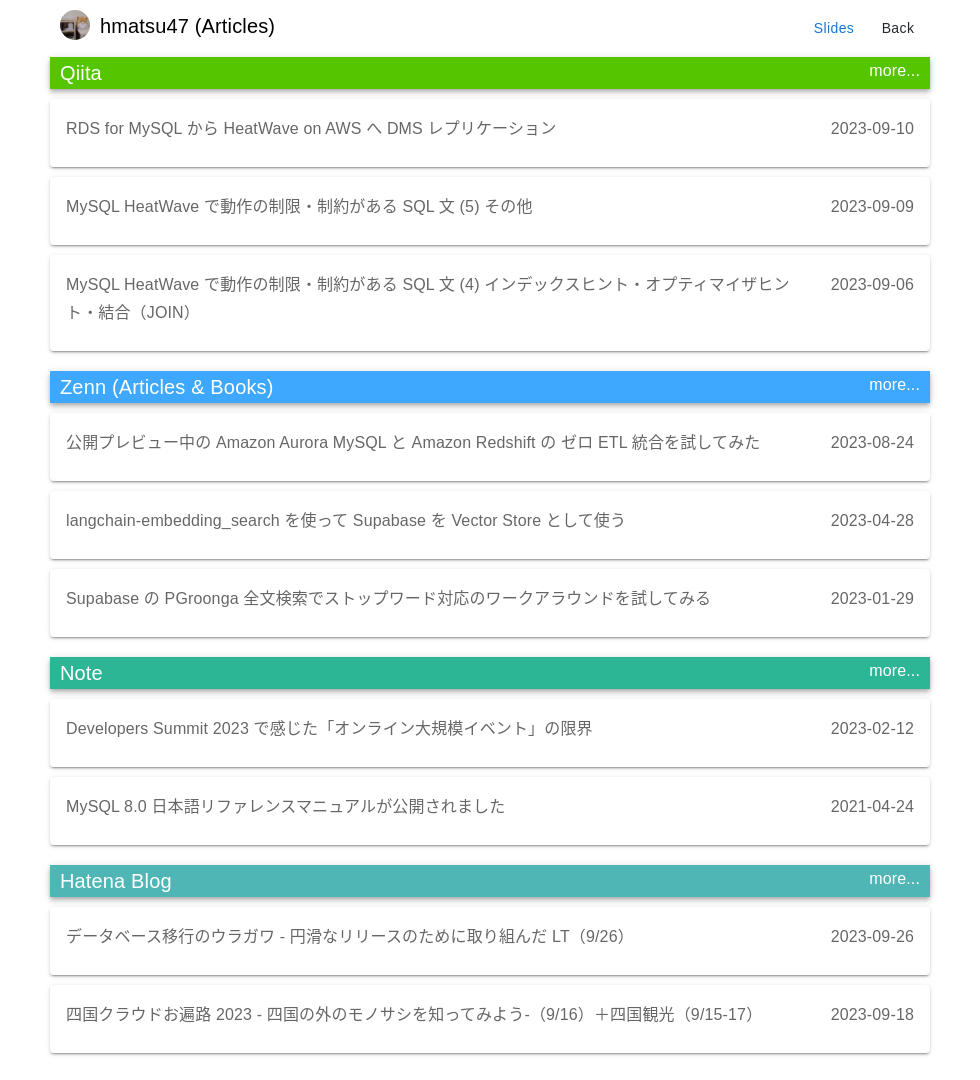 hmatsu47 (Articles)
Slides
Back
Qiita
more...
RDS for MySQL から HeatWave on AWS へ DMS レプリケーション
2023-09-10
MySQL HeatWave で動作の制限・制約がある SQL 文 (5) その他
2023-09-09
MySQL HeatWave で動作の制限・制約がある SQL 文 (4) インデックスヒント・オプティマイザヒン
2023-09-06
ト・結合（JOIN）
Zenn (Articles & Books)
more...
公開プレビュー中の Amazon Aurora MySQL と Amazon Redshift の ゼロ ETL 統合を試してみた
2023-08-24
langchain-embedding_search を使って Supabase を Vector Store として使う
2023-04-28
Supabase の PGroonga 全文検索でストップワード対応のワークアラウンドを試してみる
2023-01-29
Note
more...
Developers Summit 2023 で感じた「オンライン大規模イベント」の限界
2023-02-12
MySQL 8.0 日本語リファレンスマニュアルが公開されました
2021-04-24
Hatena Blog
more...
データベース移行のウラガワ - 円滑なリリースのために取り組んだ LT（9/26）
2023-09-26
四国クラウドお遍路 2023 - 四国の外のモノサシを知ってみよう-（9/16）＋四国観光（9/15-17）
2023-09-18